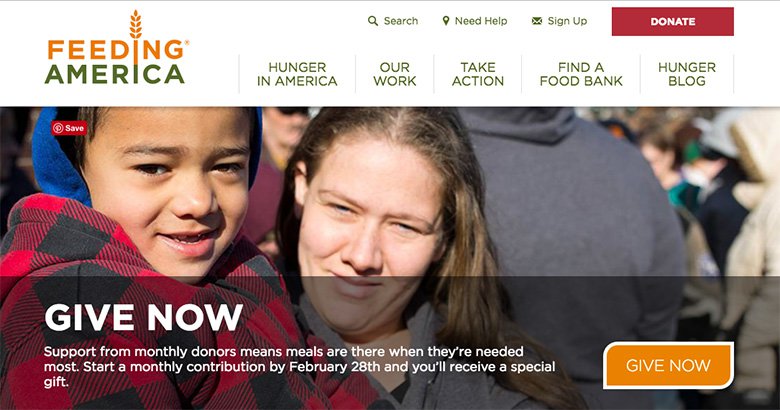 Search
Need Help
Sign Up
DONATE
FEEDING®
AMERICA
HUNGER
IN AMERICA
OUR
WORK
TAKE
ACTION
FIND A
FOOD BANK
HUNGER
BLOG
Save
GIVE NOW
Support from monthly donors means meals are there when they're needed
most. Start a monthly contribution by February 28th and you'll receive a special
gift.
GIVE NOW